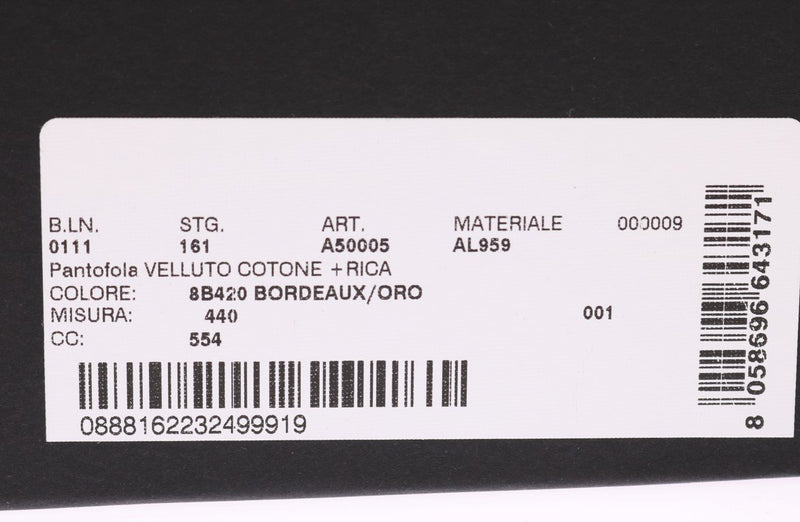 B.LN. STG. ART. MATERIALE 000009
0111 161 A50005 AL959
Pantofola VELLUTO COTONE +RICA
COLORE: 8B420 BORDEAUX/ORO
MISURA: 440 001
CC: 554
0888162232499919
8 058696 643171